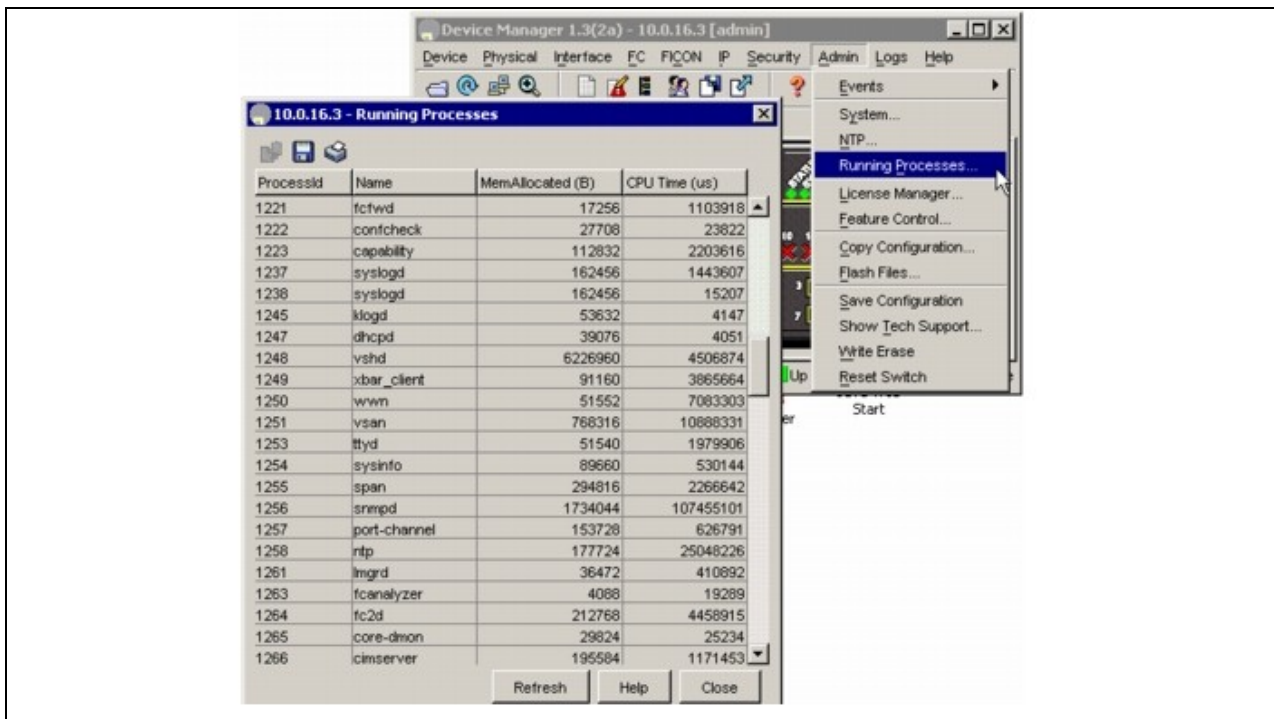 Device Manager 1.3(2a) - 10.0.16.3 [admin]
Device Physical Interface FC FICON IP Security Admin Logs Help
Events
System...
NTP...
Running Processes...
License Manager...
Feature Control...
Copy Configuration...
Flash Files...
Save Configuration
Show Tech Support...
Write Erase
Reset Switch
Up
Start
10.0.16.3 - Running Processes
ProcessId Name MemAllocated (B) CPU Time (us)
1221 fcfwd 17256 1103918
1222 confcheck 27708 23822
1223 capability 112832 2203616
1237 syslogd 162456 1443607
1238 syslogd 162456 15207
1245 klogd 53632 4147
1247 dhcpd 39076 4051
1248 vshd 6226960 4506874
1249 xbar_client 91160 3865664
1250 wwn 51552 7083303
1251 vsan 768316 10888331
1253 ttyd 51540 1979906
1254 sysinfo 89660 530144
1255 span 294816 2266642
1256 snmpd 1734044 107455101
1257 port-channel 153728 626791
1258 ntp 177724 25048226
1261 lmgrd 36472 410892
1263 fcanalyzer 4088 19289
1264 fc2d 212768 4458915
1265 core-dmon 29824 25234
1266 cimserver 195584 1171453
Refresh Help Close